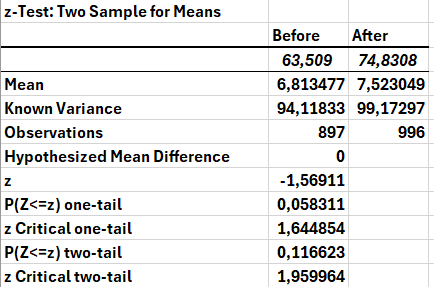 z-Test: Two Sample for Means
Before After
63,509 74,8308
Mean 6,813477 7,523049
Known Variance 94,11833 99,17297
Observations 897 996
Hypothesized Mean Difference 0
z -1,56911
P(Z<=z) one-tail 0,058311
z Critical one-tail 1,644854
P(Z<=z) two-tail 0,116623
z Critical two-tail 1,959964